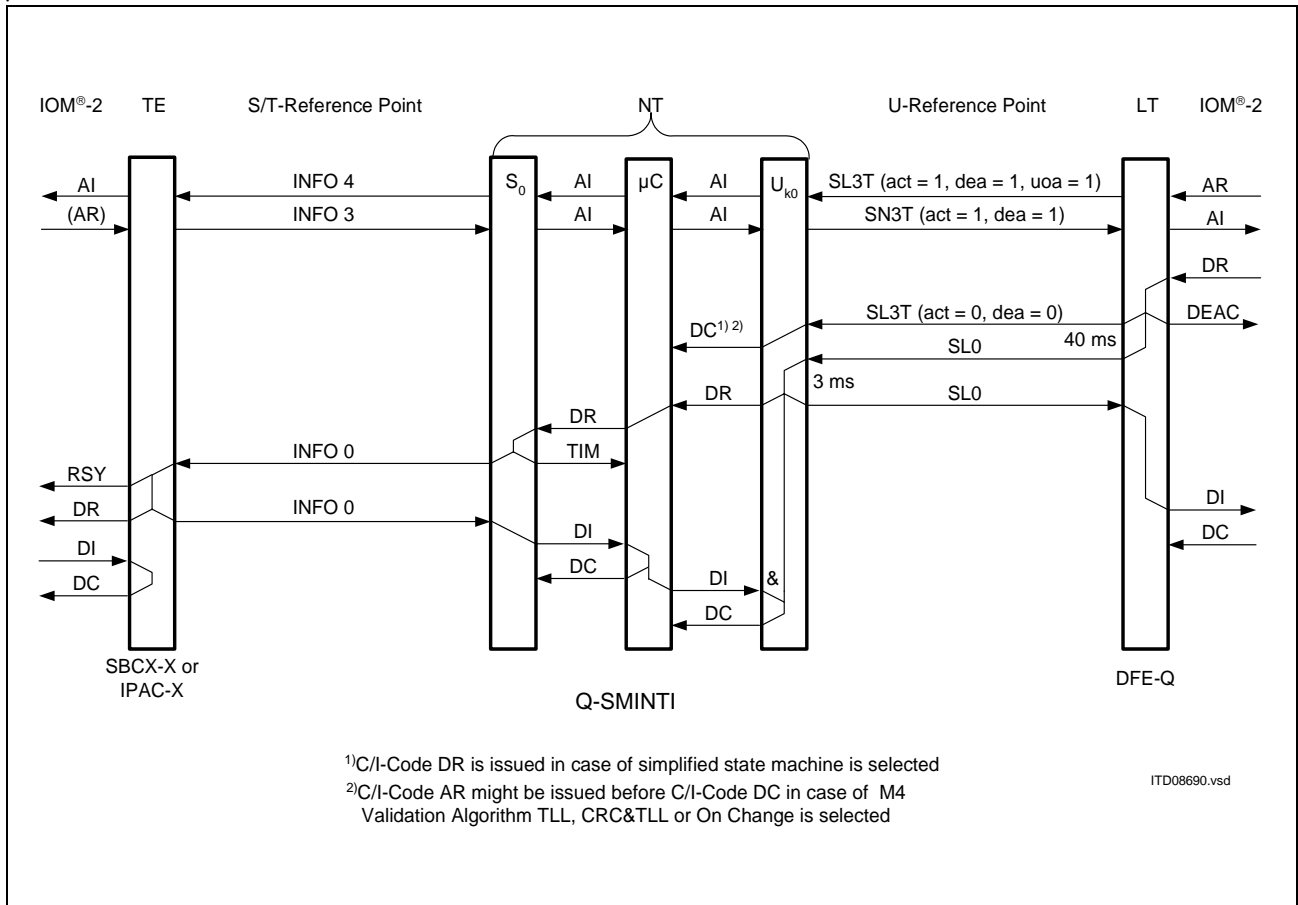 IOM®-2 TE S/T-Reference Point NT U-Reference Point LT IOM®-2
S0 µC Uk0
AI INFO 4 AI AI SL3T (act = 1, dea = 1, uoa = 1) AR
(AR) INFO 3 AI AI SN3T (act = 1, dea = 1) AI
DR
SL3T (act = 0, dea = 0) DEAC
DC1) 2) 40 ms
SL0
3 ms
DR SL0
DR
INFO 0 TIM
RSY
DR INFO 0 DI
DI DI DC
DC DC DI &
DC
SBCX-X or
IPAC-X
DFE-Q
Q-SMINTI
1)C/I-Code DR is issued in case of simplified state machine is selected
2)C/I-Code AR might be issued before C/I-Code DC in case of M4
Validation Algorithm TLL, CRC&TLL or On Change is selected
ITD08690.vsd